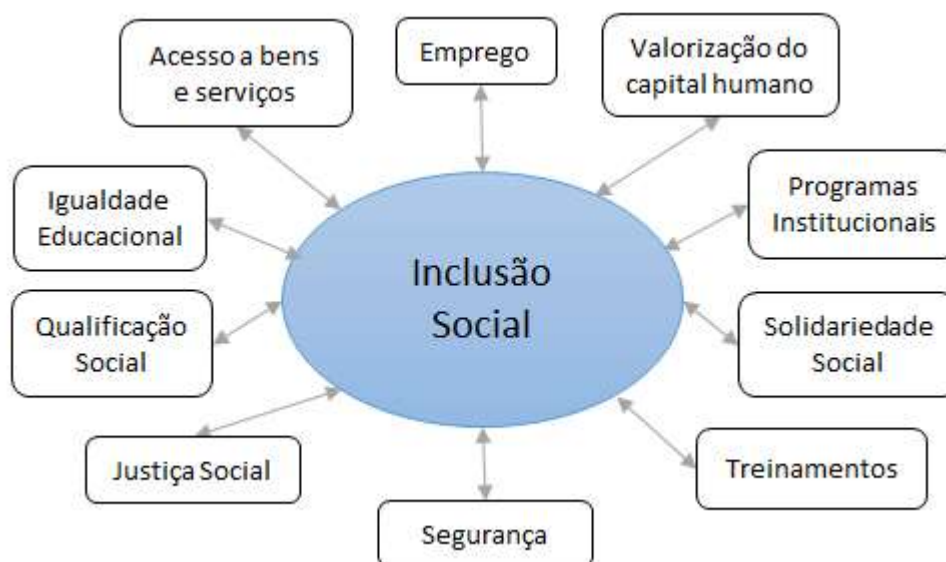 Acesso a bens
e serviços
Emprego
Valorização do
capital humano
Igualdade
Educacional
Programas
Institucionais
Inclusão
Social
Qualificação
Social
Solidariedade
Social
Justiça Social
Treinamentos
Segurança